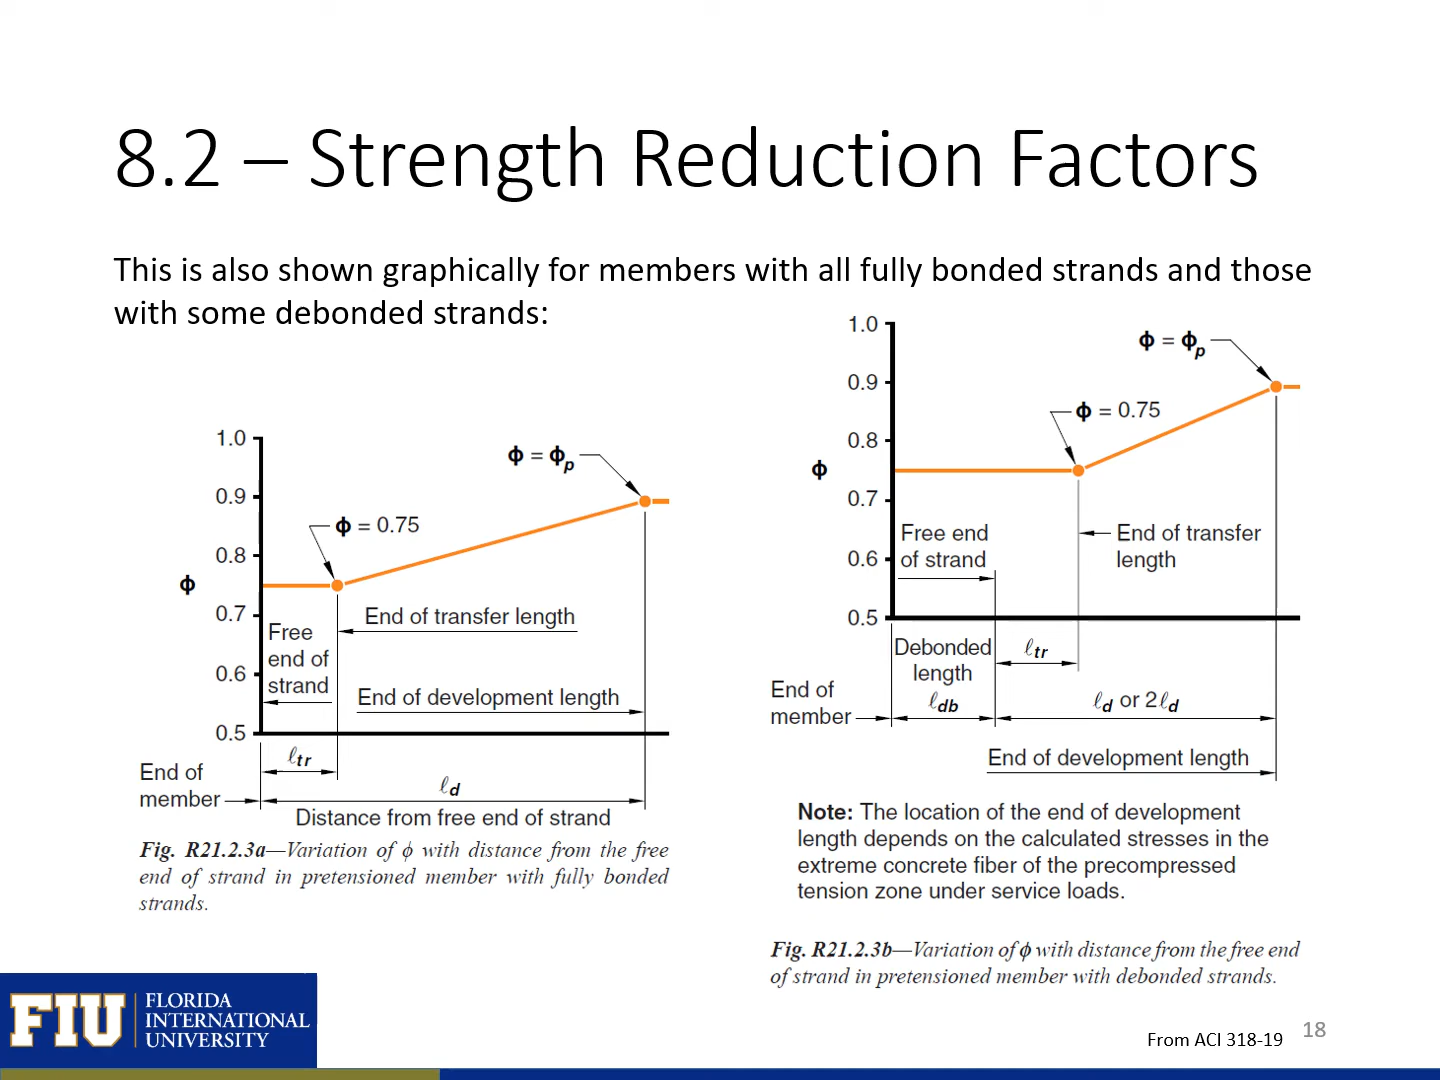 8.2 – Strength Reduction Factors
This is also shown graphically for members with all fully bonded strands and those
with some debonded strands:
1.0
0.9
0.8
0.7
0.6
0.5
ϕ
ϕ = ϕp
ϕ = 0.75
End of transfer length
Free
end of
strand
End of development length
ℓtr
End of
member
ℓd
Distance from free end of strand
Fig. R21.2.3a—Variation of ϕ with distance from the free
end of strand in pretensioned member with fully bonded
strands.
1.0
0.9
0.8
0.7
0.6
0.5
ϕ
ϕ = ϕp
ϕ = 0.75
Free end
of strand
End of transfer
length
Debonded
length
ℓdb
ℓtr
End of
member
ℓd or 2ℓd
End of development length
Note: The location of the end of development
length depends on the calculated stresses in the
extreme concrete fiber of the precompressed
tension zone under service loads.
Fig. R21.2.3b—Variation of ϕ with distance from the free end
of strand in pretensioned member with debonded strands.
FIU
FLORIDA
INTERNATIONAL
UNIVERSITY
From ACI 318-19
18